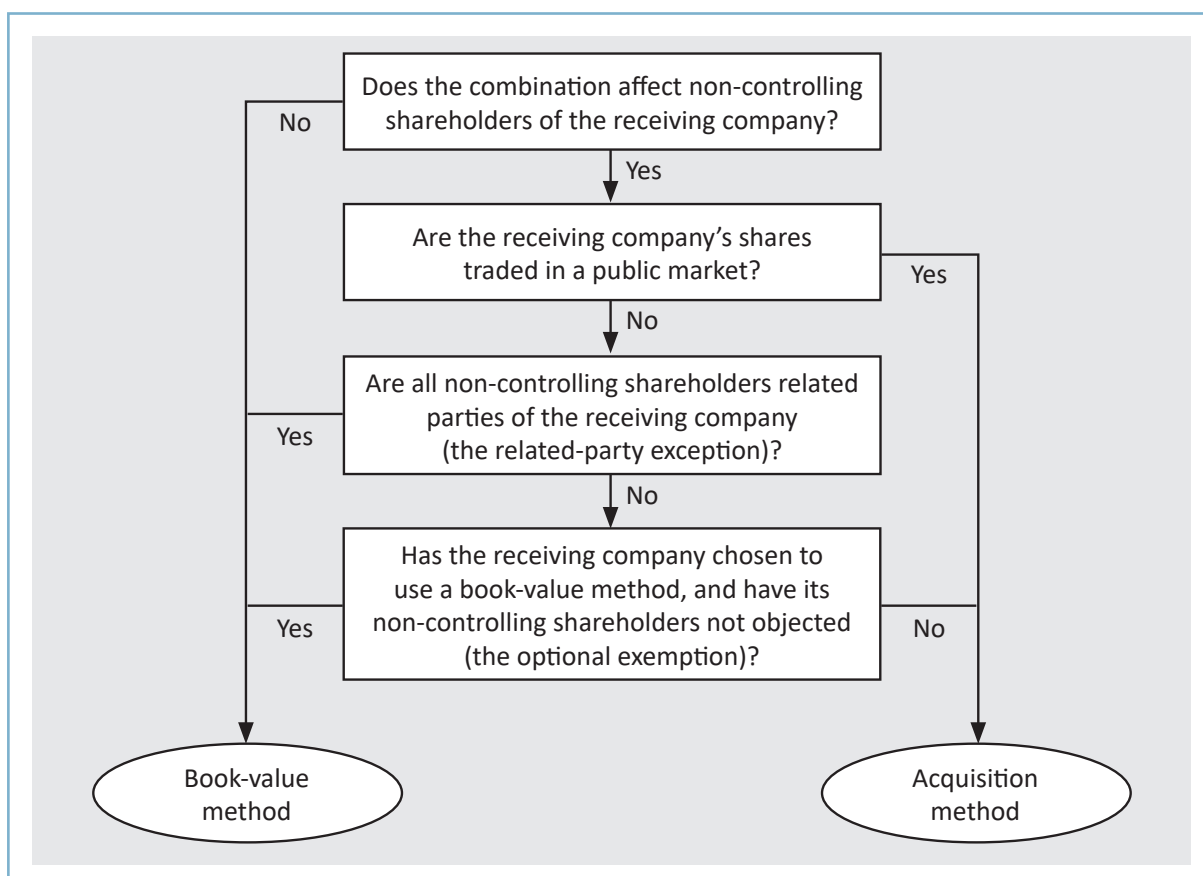 Does the combination affect non-controlling
shareholders of the receiving company?
No
Yes
Are the receiving company’s shares
traded in a public market?
Yes
No
Are all non-controlling shareholders related
parties of the receiving company
(the related-party exception)?
Yes
No
Has the receiving company chosen to
use a book-value method, and have its
non-controlling shareholders not objected
(the optional exemption)?
Yes
No
Book-value
method
Acquisition
method